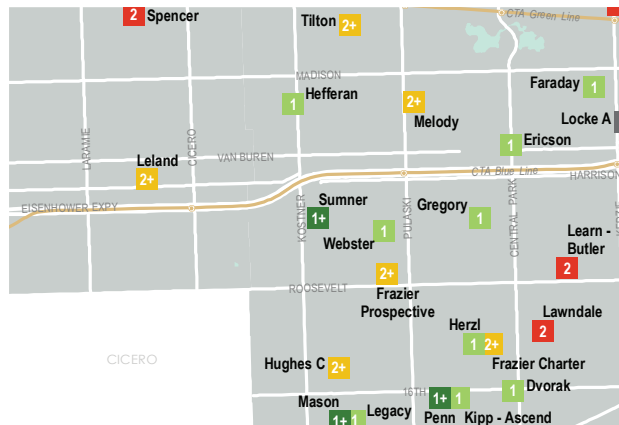 2 Spencer
Tilton 2+
CTA Green Line
MADISON
Hefferan
1
Melody
2+
Faraday 1
Locke A
Ericson
1
LARAMIE
CICERO
VAN BUREN
Leland
2+
CTA Blue Line
HARRISON
EISENHOWER EXPY
KOSTNER
Sumner
1+
Webster
1
PULASKI
Gregory
1
CENTRAL PARK
Learn -
Butler
2
ROOSEVELT
2+
Frazier
Prospective
Lawndale
2
Herzl
1 2+
Frazier Charter
CICERO
Hughes C 2+
16TH
Dvorak
1
Mason
1+ 1
Legacy
1+ 1
Penn Kipp - Ascend